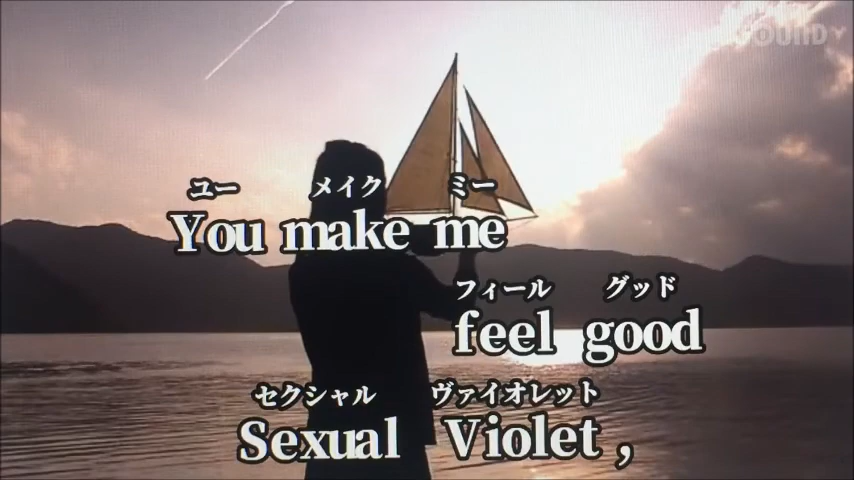 ユー メイク ミー
You make me
フィール グッド
feel good
セクシャル ヴァイオレット
Sexual Violet,